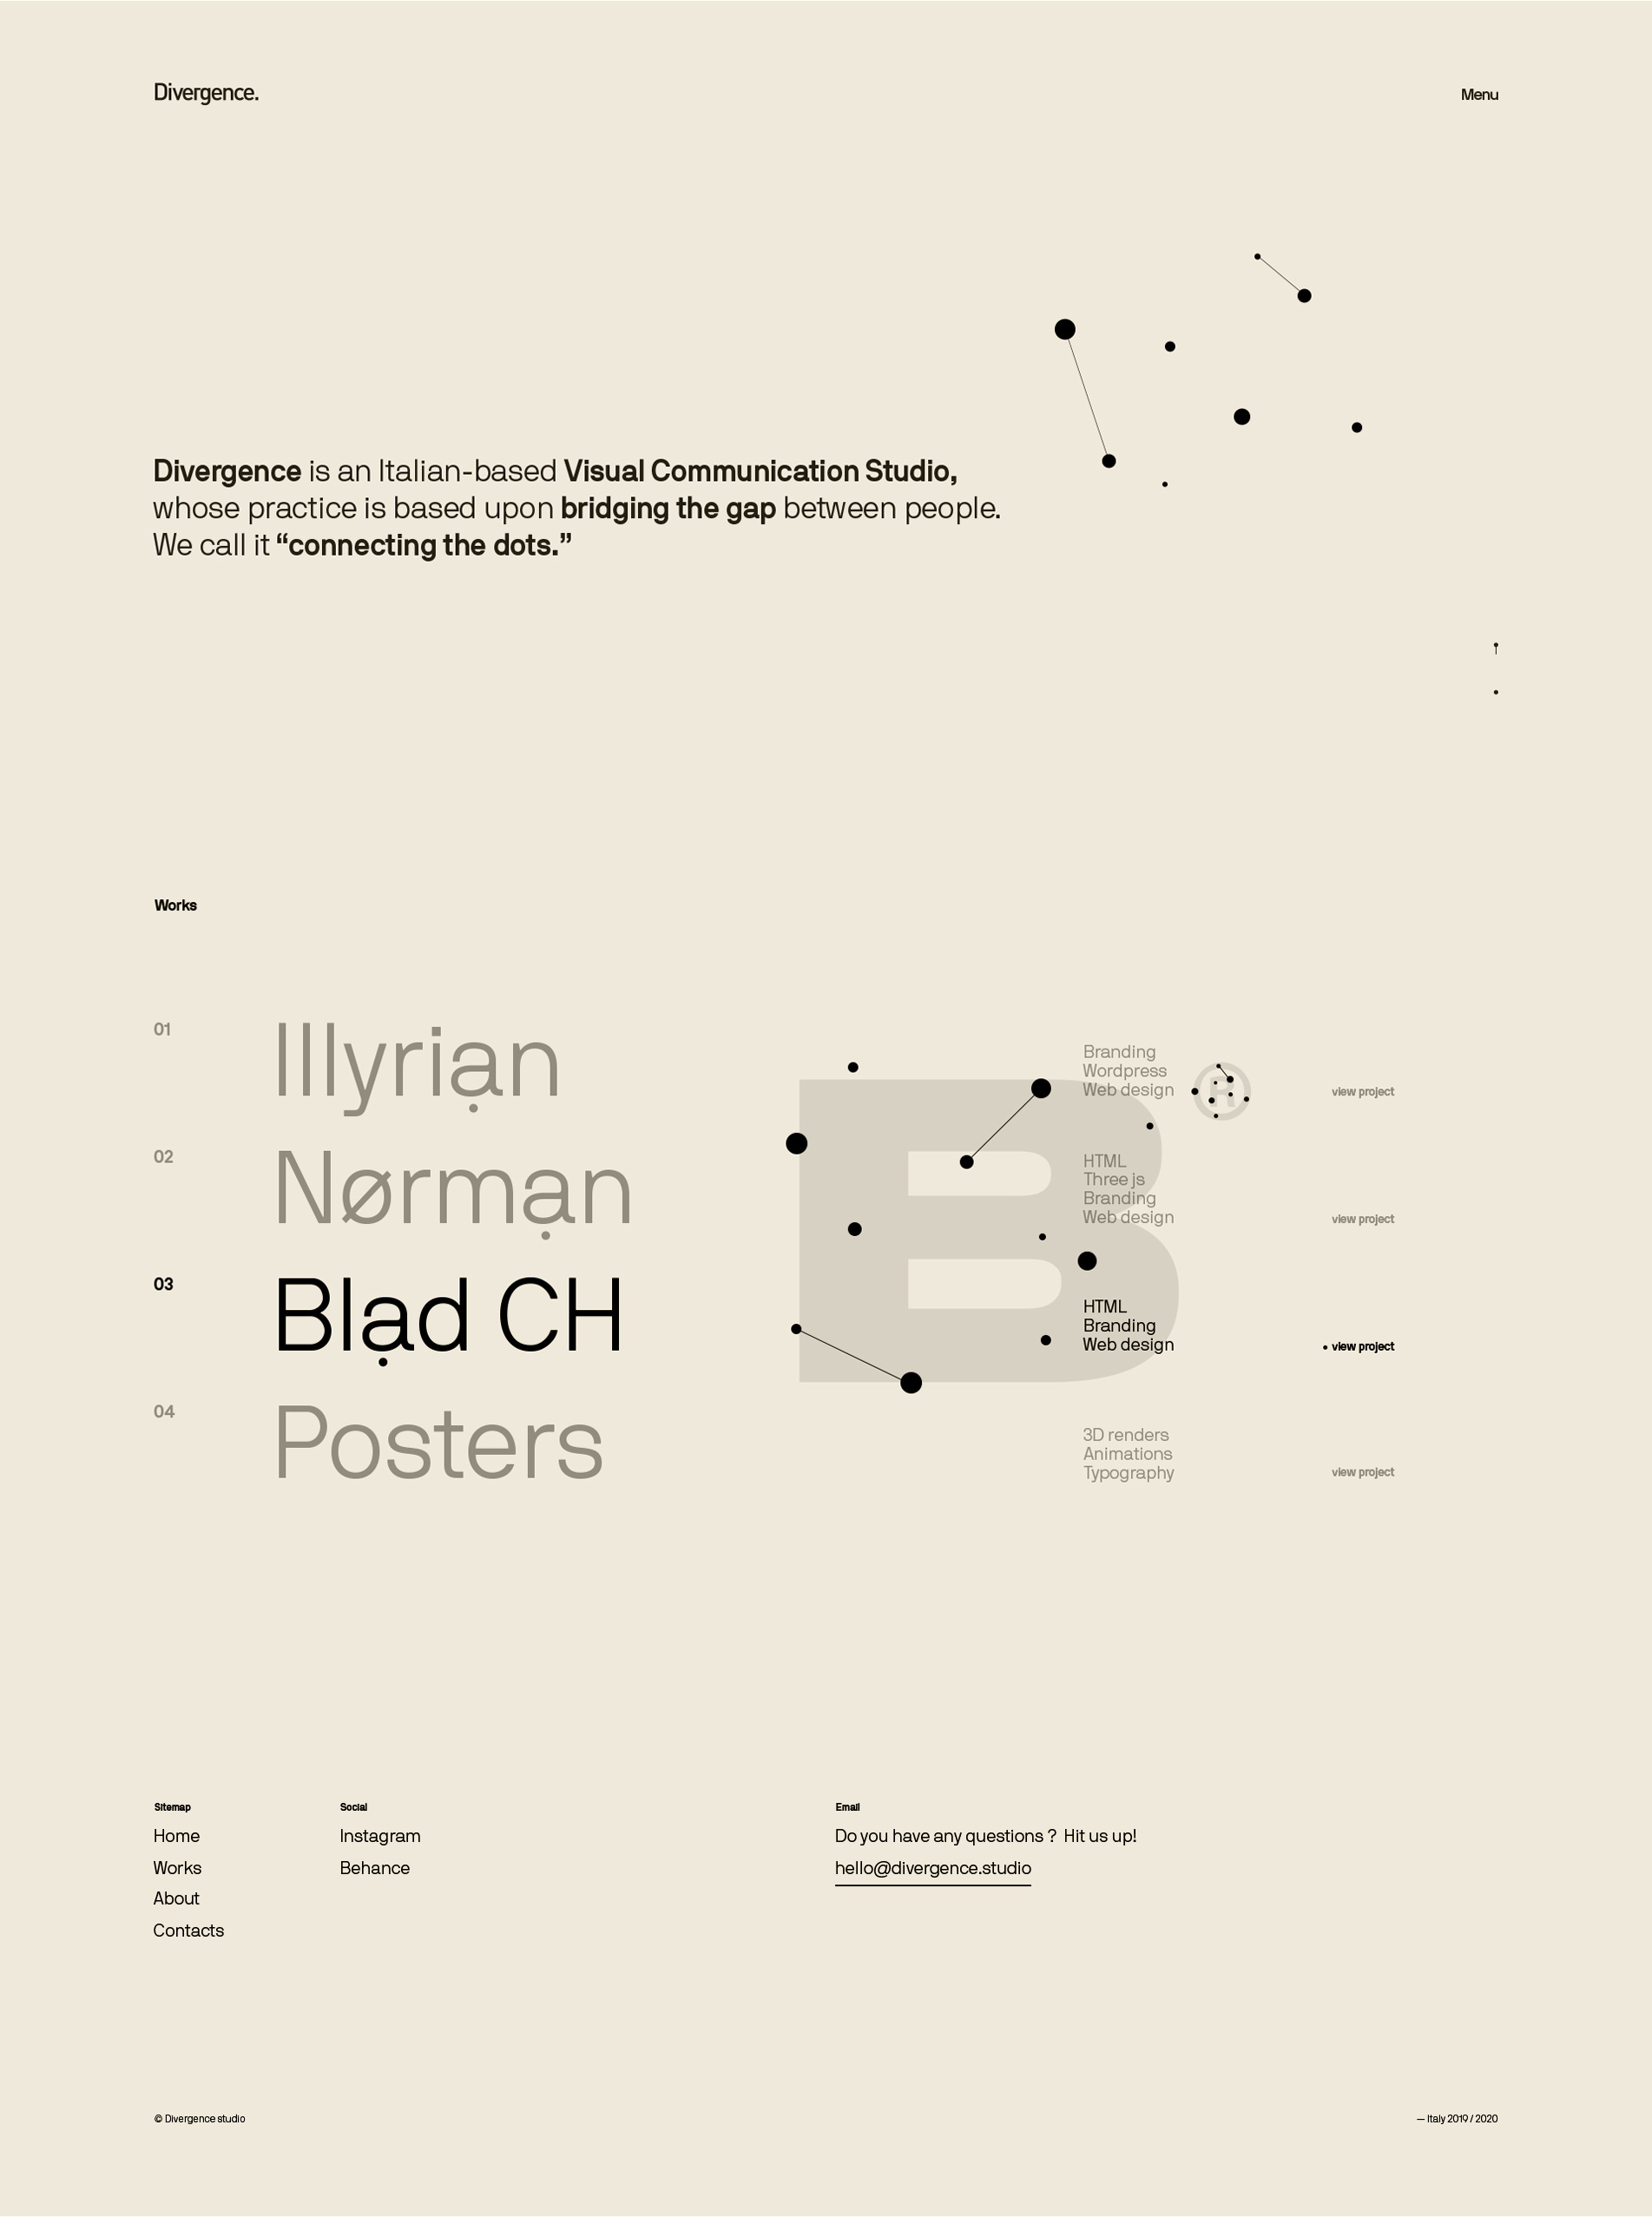 Divergence.
Menu
Divergence is an Italian-based Visual Communication Studio,
whose practice is based upon bridging the gap between people.
We call it “connecting the dots.”
Works
01
Illyriạn
Branding
Wordpress
Web design
R
view project
02
Nørmạn
HTML
Three js
Branding
Web design
view project
03
Blạd CH
B
HTML
Branding
Web design
• view project
04
Posters
3D renders
Animations
Typography
view project
Sitemap
Home
Works
About
Contacts
Social
Instagram
Behance
Email
Do you have any questions ? Hit us up!
hello@divergence.studio
© Divergence studio
— Italy 2019 / 2020